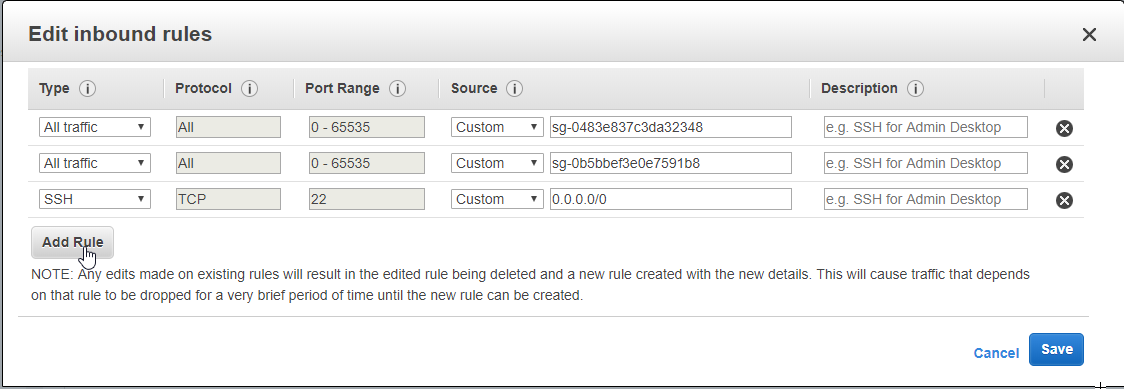 Edit inbound rules
Type Protocol Port Range Source Description
All traffic All 0 - 65535 Custom sg-0483e837c3da32348 e.g. SSH for Admin Desktop
All traffic All 0 - 65535 Custom sg-0b5bbef3e0e7591b8 e.g. SSH for Admin Desktop
SSH TCP 22 Custom 0.0.0.0/0 e.g. SSH for Admin Desktop
Add Rule
NOTE: Any edits made on existing rules will result in the edited rule being deleted and a new rule created with the new details. This will cause traffic that depends
on that rule to be dropped for a very brief period of time until the new rule can be created.
Cancel Save